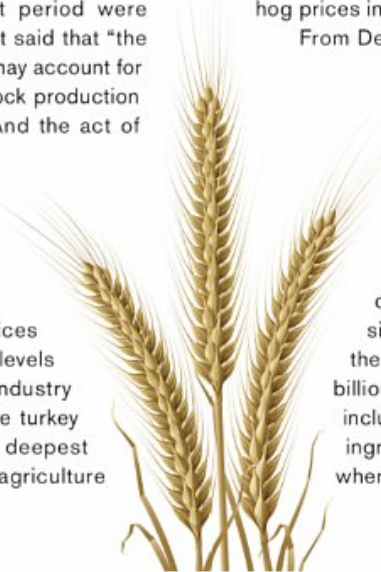 t period were
t said that “the
may account for
ock production
And the act of
ices
levels
industry
e turkey
deepest
agriculture
hog prices in
From De
c
si
the
billio
inclu
ingr
wher